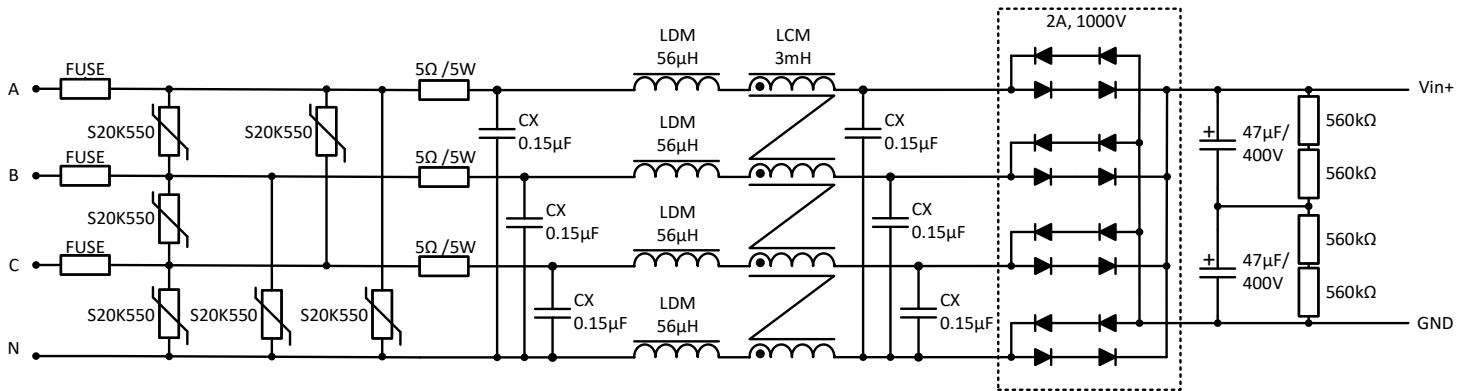 2A, 1000V
LDM
56µH
LCM
3mH
FUSE
5Ω /5W
A
Vin+
S20K550
S20K550
CX
0.15µF
CX
0.15µF
47µF/
400V
560kΩ
560kΩ
FUSE
5Ω /5W
LDM
56µH
B
S20K550
CX
0.15µF
CX
0.15µF
FUSE
5Ω /5W
LDM
56µH
C
47µF/
400V
560kΩ
560kΩ
S20K550
S20K550
S20K550
CX
0.15µF
CX
0.15µF
LDM
56µH
N
GND